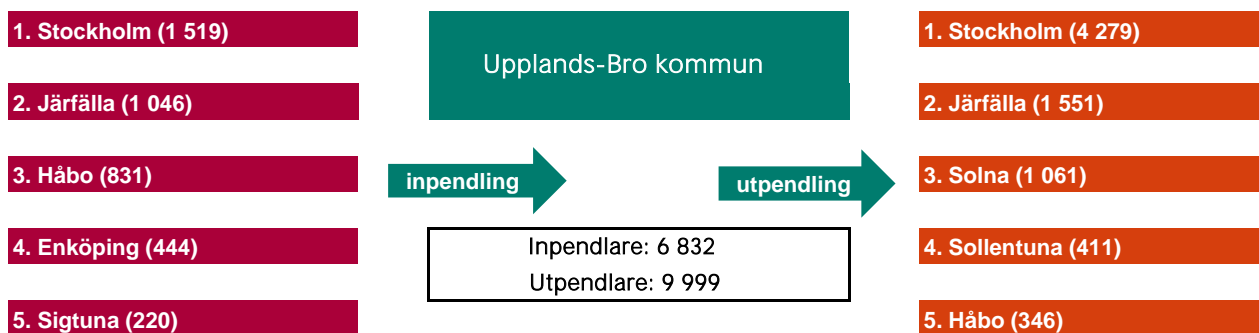 1. Stockholm (1 519)
2. Järfälla (1 046)
3. Håbo (831)
4. Enköping (444)
5. Sigtuna (220)
Upplands-Bro kommun
inpendling
utpendling
Inpendlare: 6 832
Utpendlare: 9 999
1. Stockholm (4 279)
2. Järfälla (1 551)
3. Solna (1 061)
4. Sollentuna (411)
5. Håbo (346)